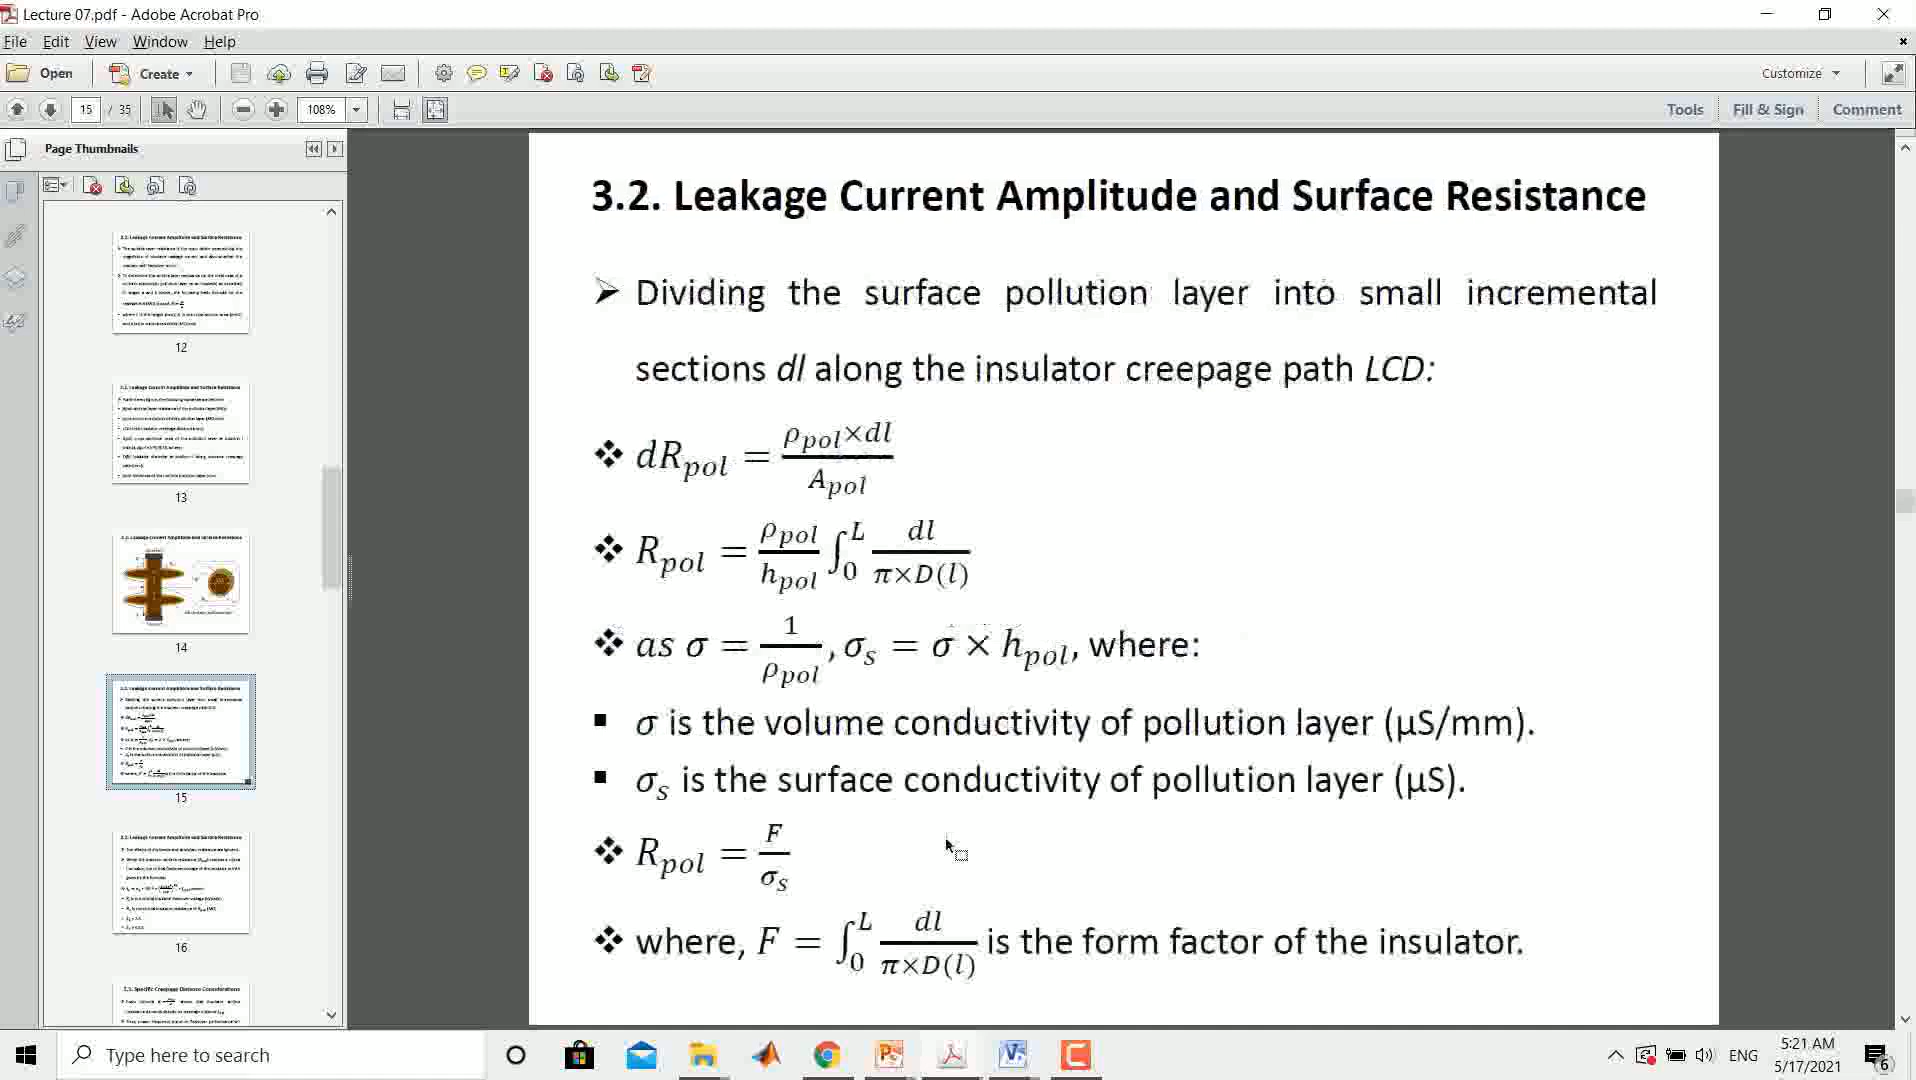 Lecture 07.pdf - Adobe Acrobat Pro
File Edit View Window Help
Open Create Customize
15 / 35 108% Tools Fill & Sign Comment
Page Thumbnails
12
13
14
15
16
3.2. Leakage Current Amplitude and Surface Resistance
➢ Dividing the surface pollution layer into small incremental
sections dl along the insulator creepage path LCD:
❖ dR_pol = (ρ_pol×dl)/A_pol
❖ R_pol = ρ_pol/h_pol ∫_0^L dl/(π×D(l))
❖ as σ = 1/ρ_pol, σ_s = σ × h_pol, where:
▪ σ is the volume conductivity of pollution layer (μS/mm).
▪ σ_s is the surface conductivity of pollution layer (μS).
❖ R_pol = F/σ_s
❖ where, F = ∫_0^L dl/(π×D(l)) is the form factor of the insulator.
Type here to search
ENG
5:21 AM
5/17/2021
6